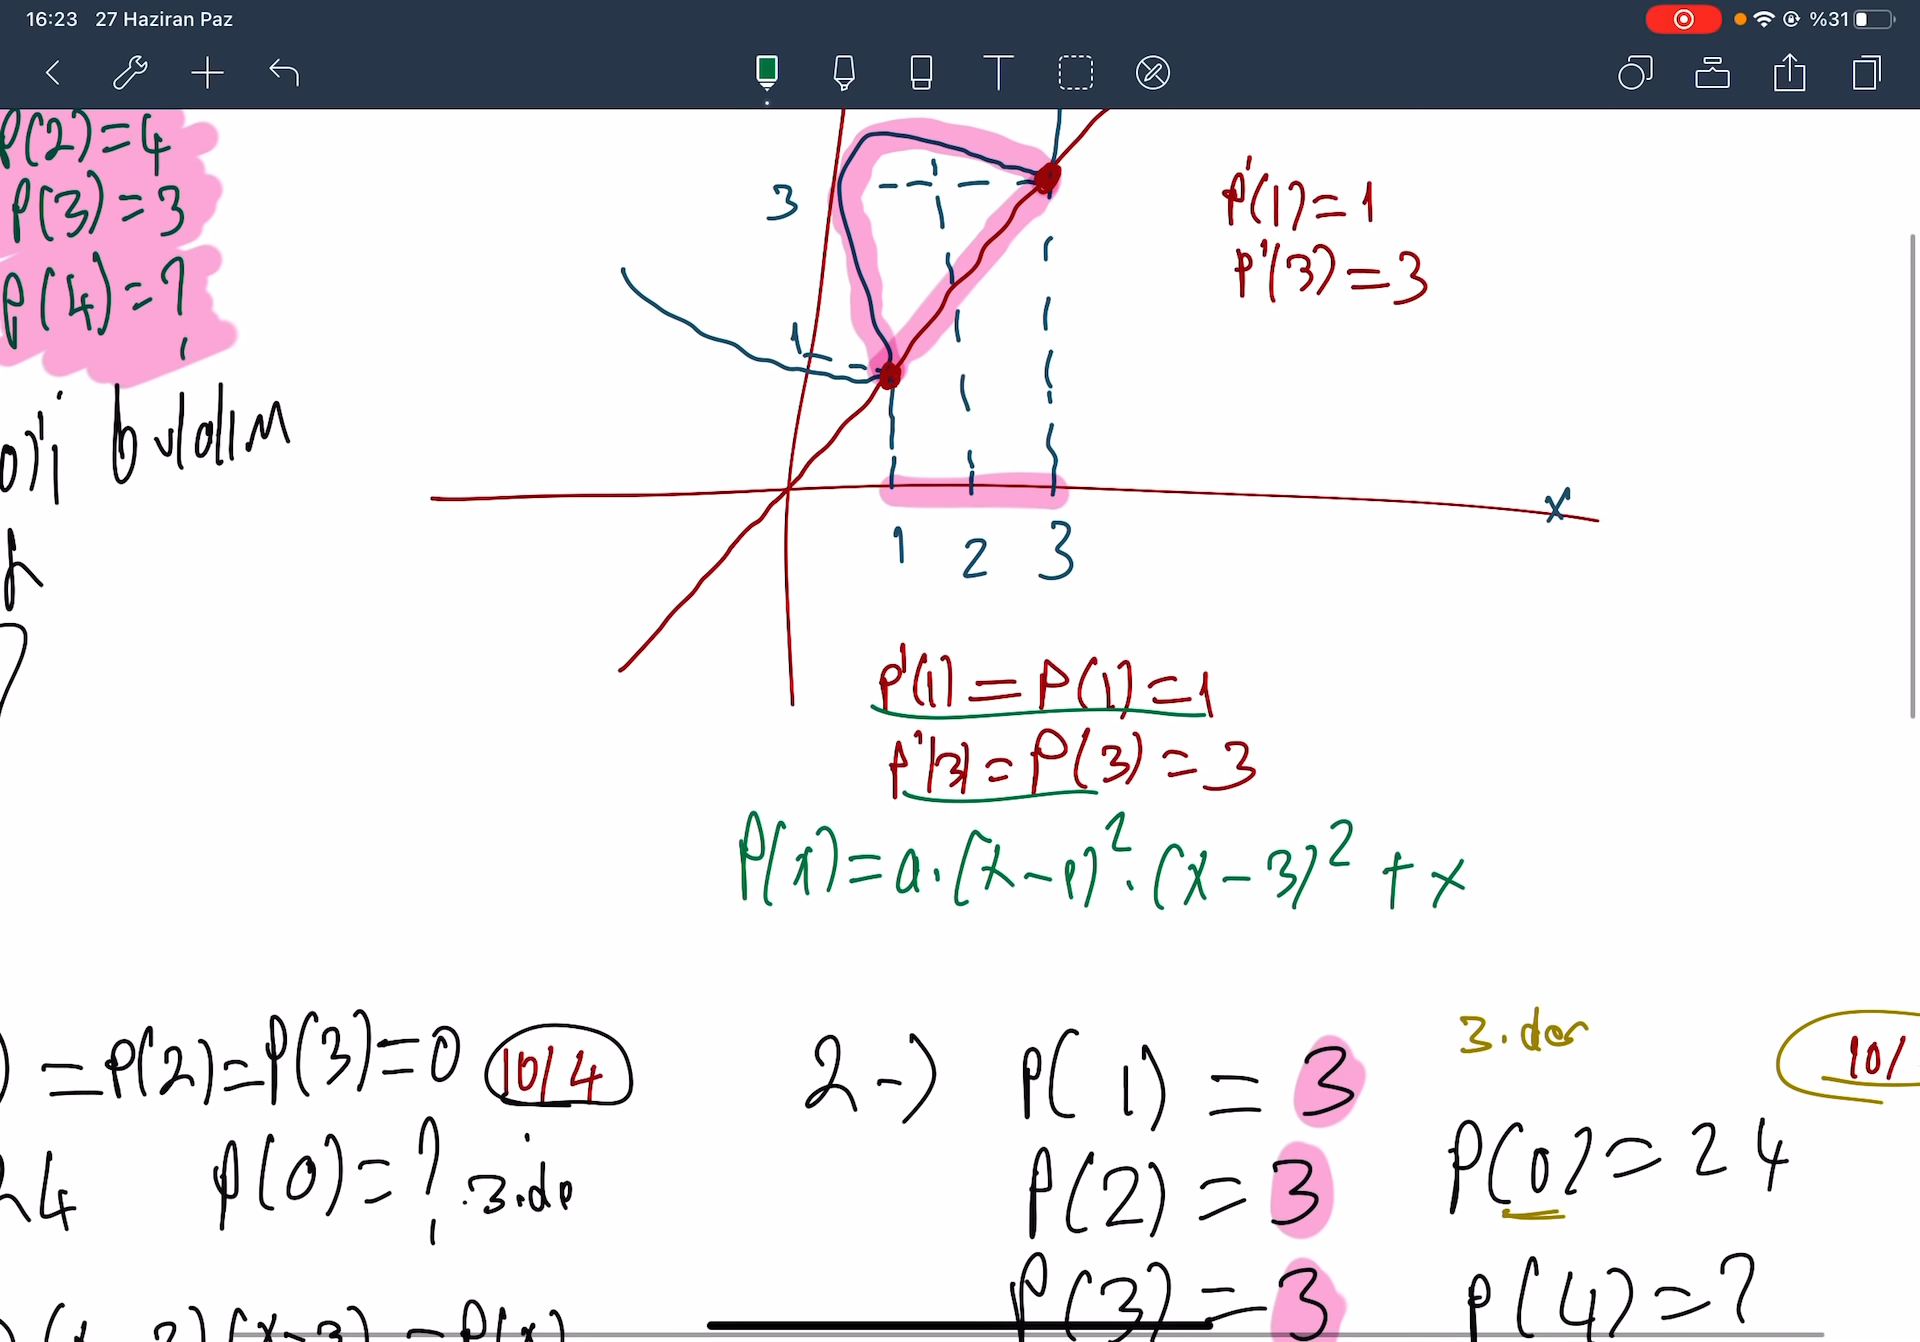 16:23 27 Haziran Paz
%31
P(2)=4
P(3)=3
P(4)=?
buldım
3
1
1 2 3
x
P'(1)=1
P'(3)=3
P'(1)=P(1)=1
P'(3)=P(3)=3
P(x)=a.(x-1)².(x-3)²+x
)=P(2)=P(3)=0 10/4
24 P(0)=? 3.de
2-) P(1)=3
P(2)=3
P(3)=3
3.der
10/
P(0)=24
P(4)=?